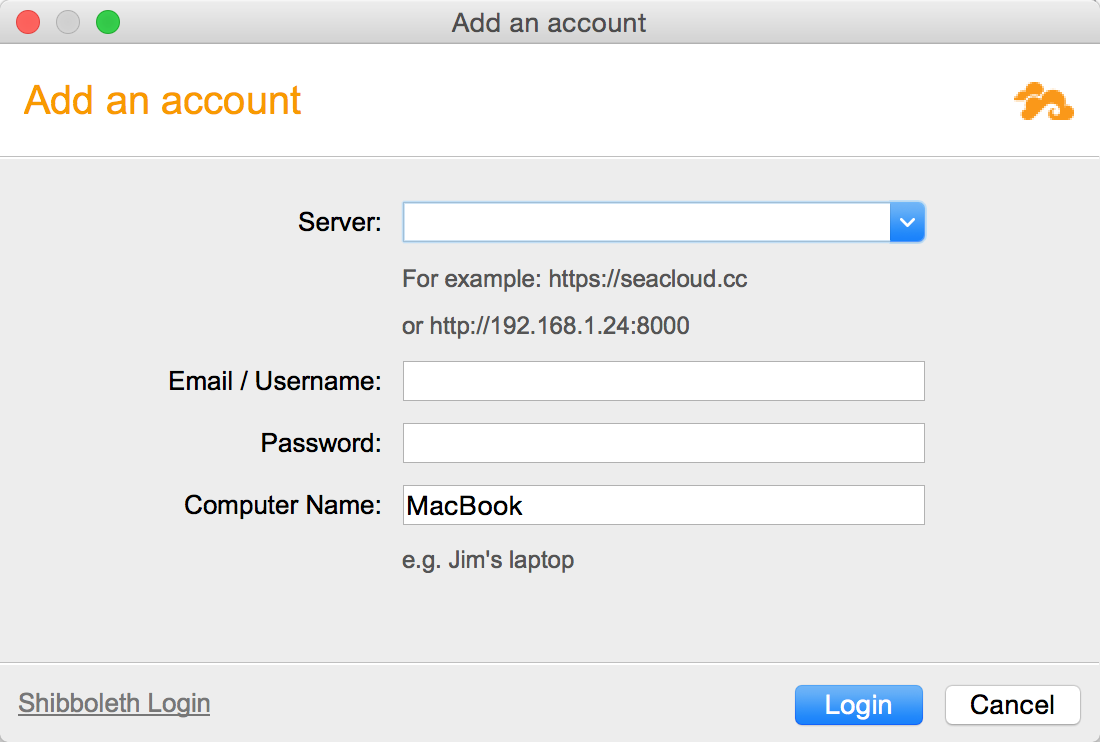 Add an account
Add an account
Server:
For example: https://seacloud.cc
or http://192.168.1.24:8000
Email / Username:
Password:
Computer Name: MacBook
e.g. Jim's laptop
Shibboleth Login Login Cancel